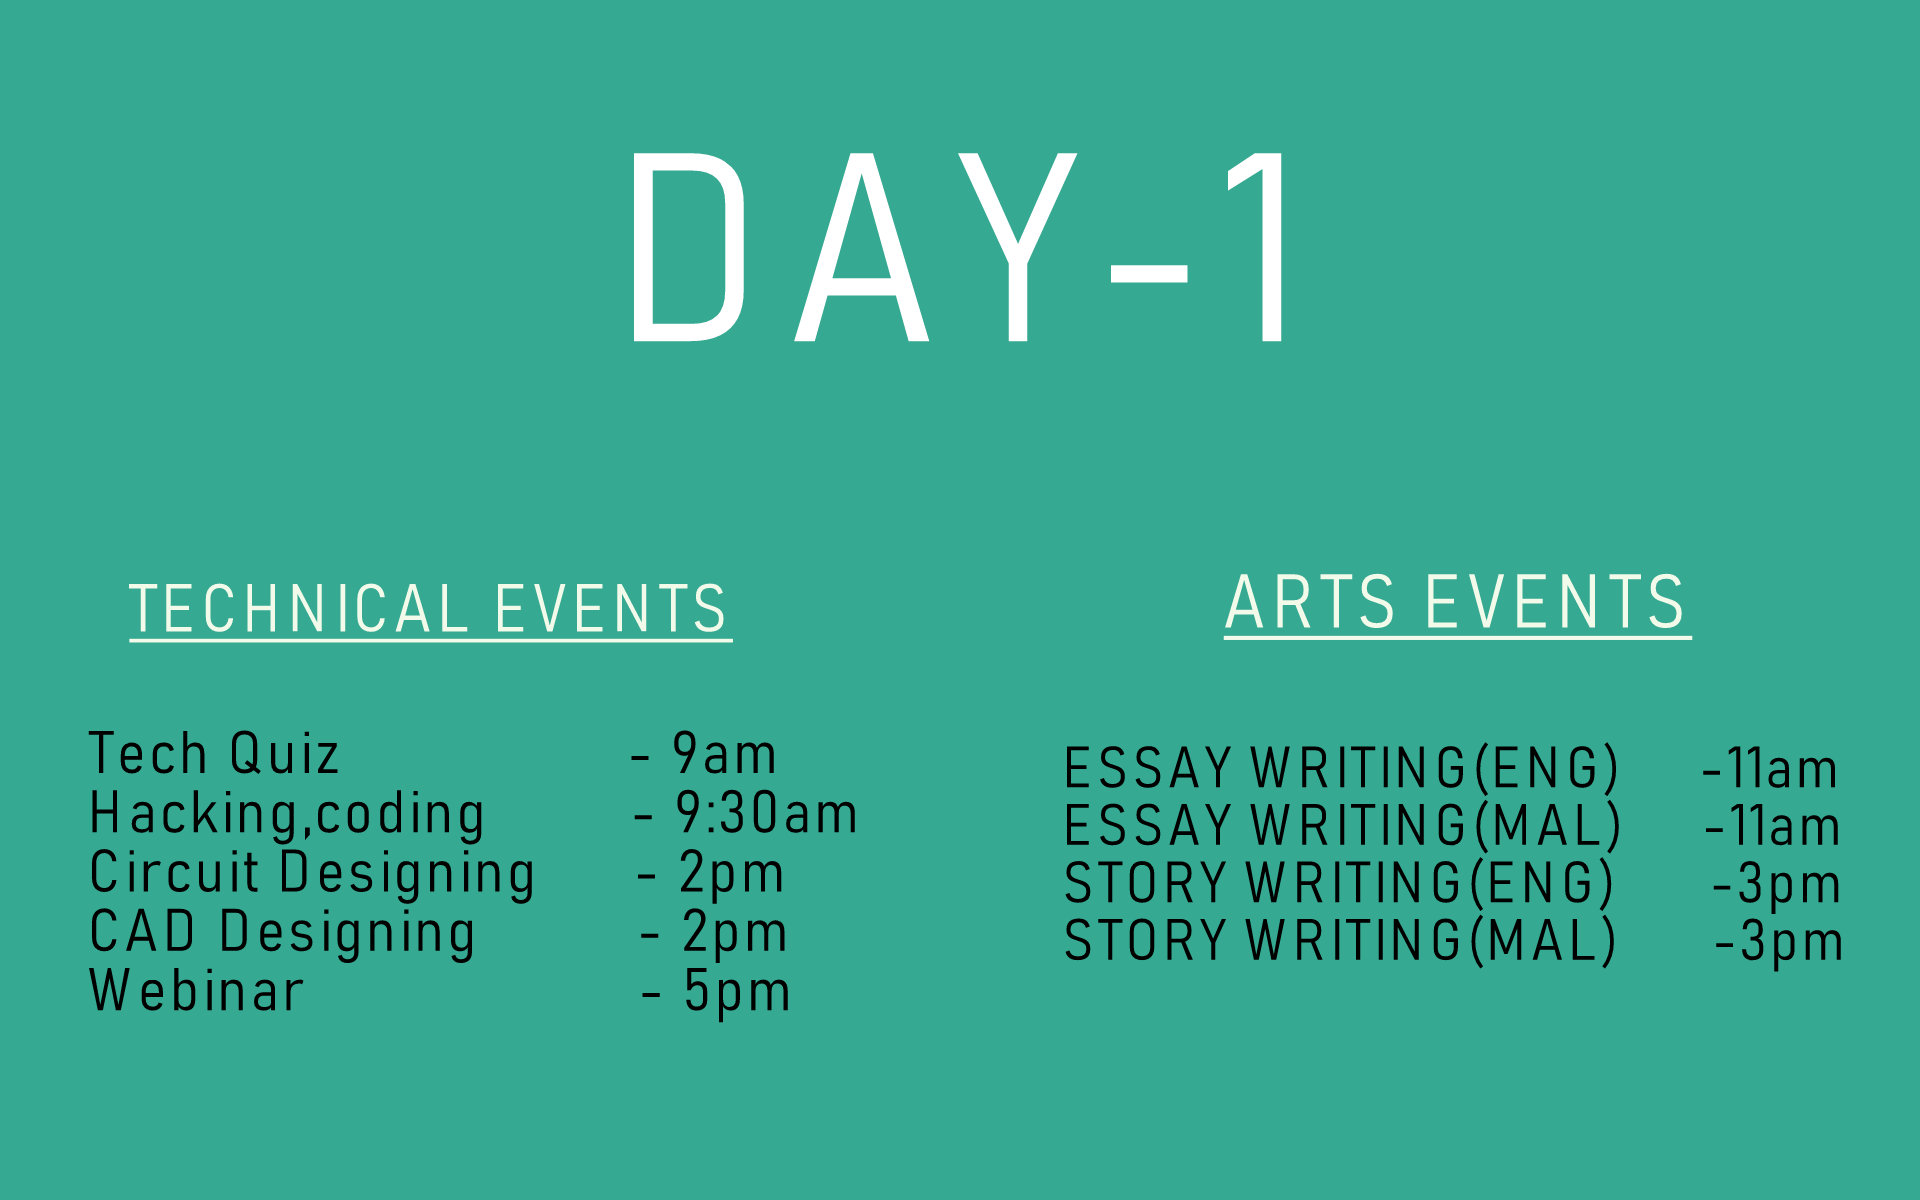 DAY-1
TECHNICAL EVENTS
Tech Quiz - 9am
Hacking,coding - 9:30am
Circuit Designing - 2pm
CAD Designing - 2pm
Webinar - 5pm
ARTS EVENTS
ESSAY WRITING(ENG) -11am
ESSAY WRITING(MAL) -11am
STORY WRITING(ENG) -3pm
STORY WRITING(MAL) -3pm